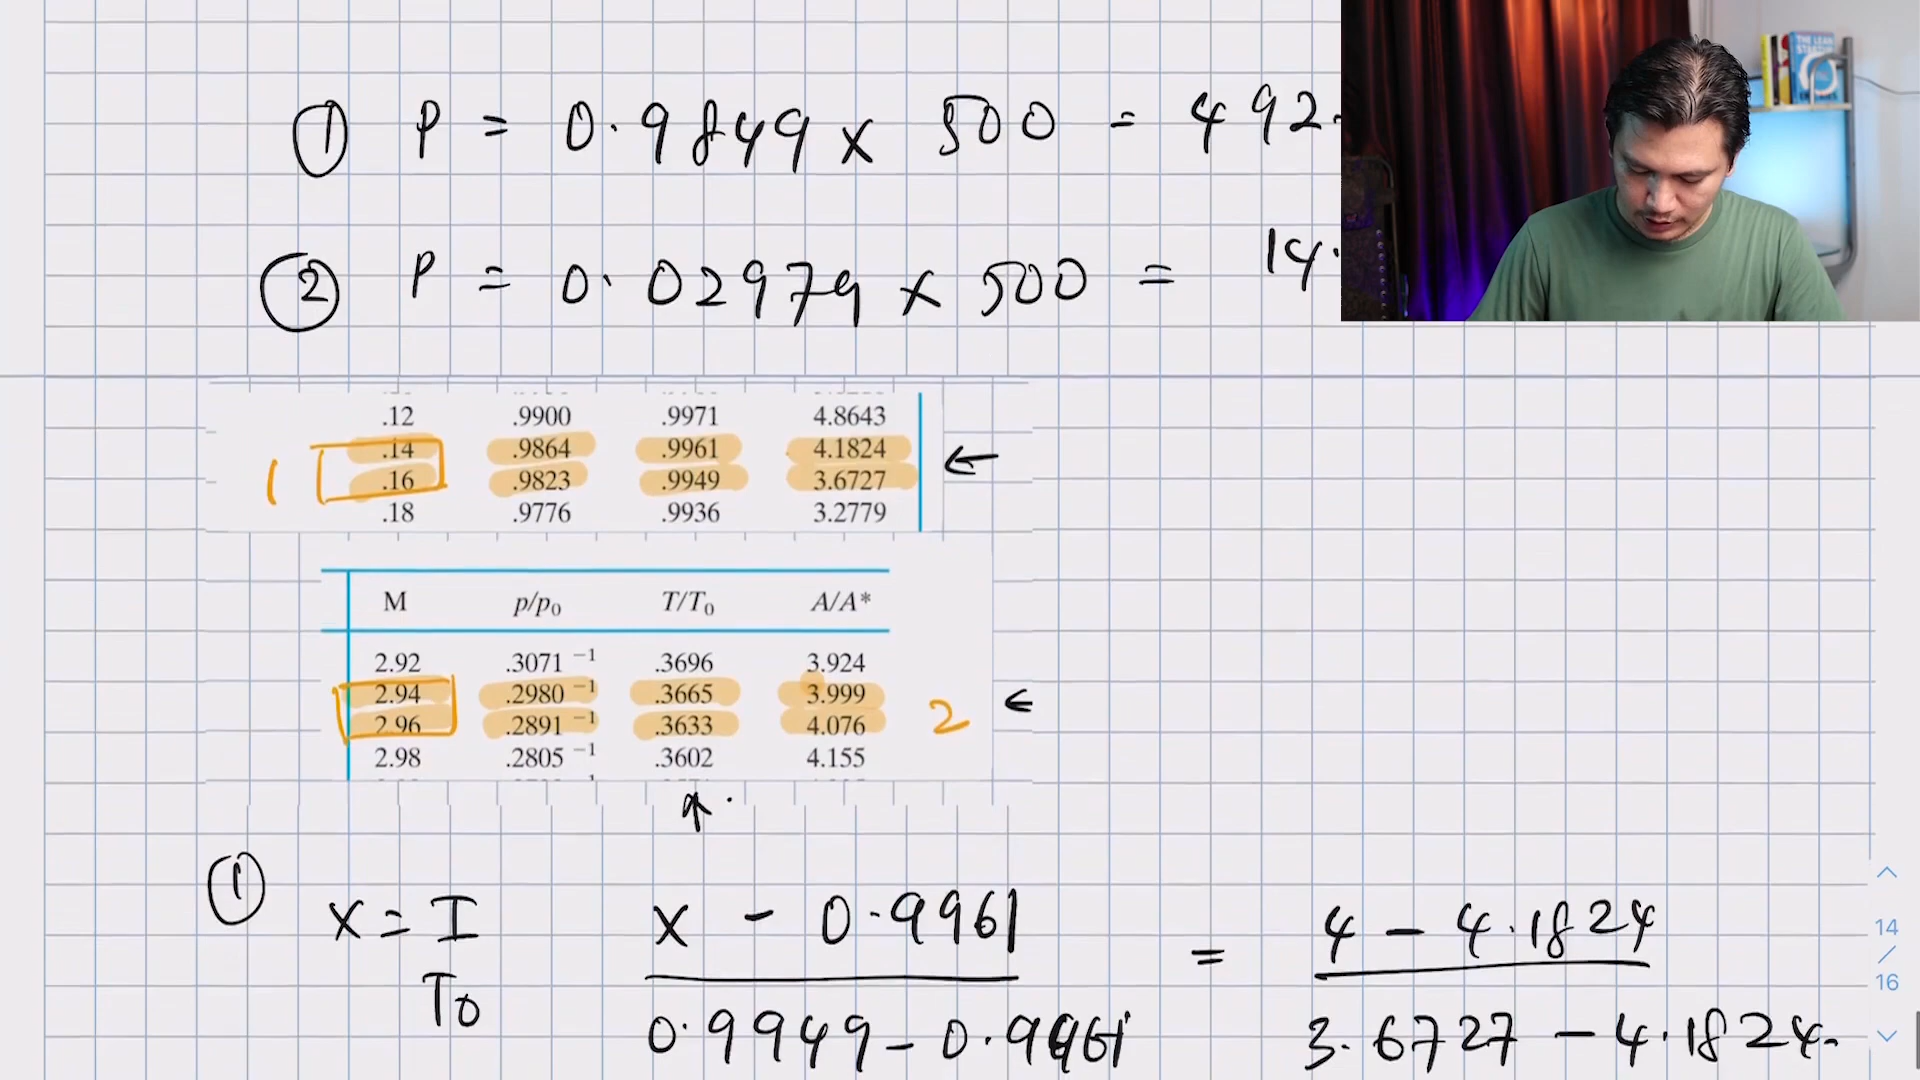 ① P = 0.9849 x 500 = 492.
② P = 0.02979 x 500 = 14.
THE LEAN
.12 .9900 .9971 4.8643
.14 .9864 .9961 4.1824 ←
1 .16 .9823 .9949 3.6727
.18 .9776 .9936 3.2779
M p/p₀ T/T₀ A/A*
2.92 .3071 ⁻¹ .3696 3.924
2.94 .2980 ⁻¹ .3665 3.999 ←
2.96 .2891 ⁻¹ .3633 4.076 2
2.98 .2805 ⁻¹ .3602 4.155
↑ .
① x = T/T₀ (x - 0.9961)/(0.9949 - 0.9961) = (4 - 4.1824)/(3.6727 - 4.1824.)
14
/
16